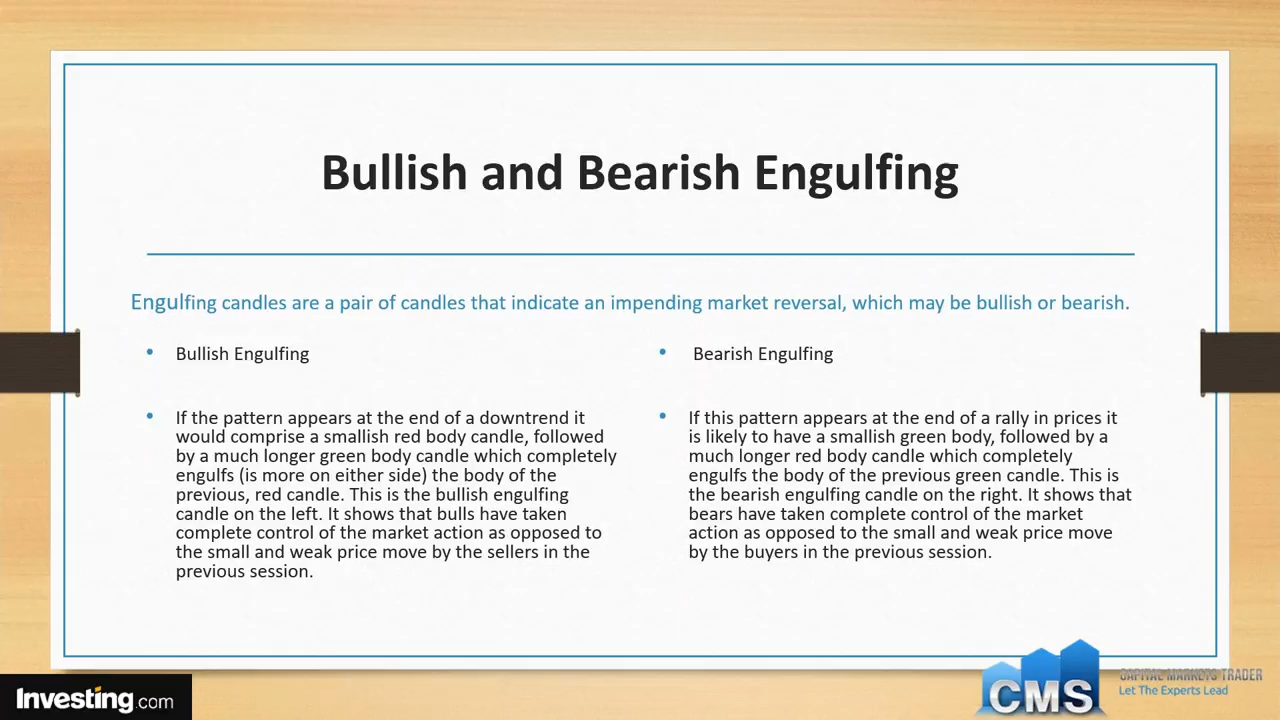 Bullish and Bearish Engulfing
Engulfing candles are a pair of candles that indicate an impending market reversal, which may be bullish or bearish.
• Bullish Engulfing
• If the pattern appears at the end of a downtrend it
would comprise a smallish red body candle, followed
by a much longer green body candle which completely
engulfs (is more on either side) the body of the
previous, red candle. This is the bullish engulfing
candle on the left. It shows that bulls have taken
complete control of the market action as opposed to
the small and weak price move by the sellers in the
previous session.
• Bearish Engulfing
• If this pattern appears at the end of a rally in prices it
is likely to have a smallish green body, followed by a
much longer red body candle which completely
engulfs the body of the previous green candle. This is
the bearish engulfing candle on the right. It shows that
bears have taken complete control of the market
action as opposed to the small and weak price move
by the buyers in the previous session.
Investing.com
CMS
CAPITAL MARKETS TRADER
Let The Experts Lead